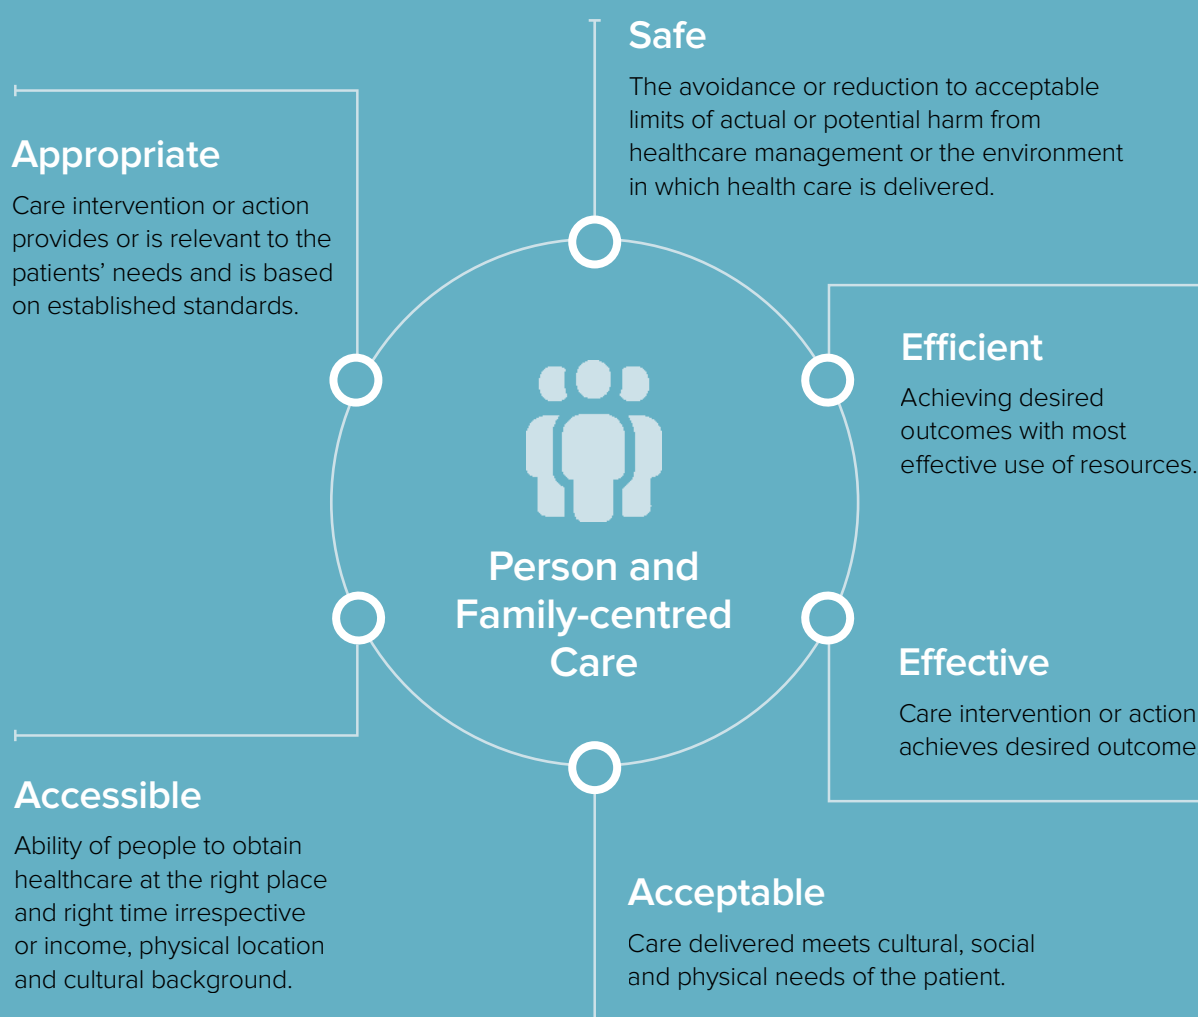 Safe
The avoidance or reduction to acceptable
limits of actual or potential harm from
healthcare management or the environment
in which health care is delivered.
Appropriate
Care intervention or action
provides or is relevant to the
patients’ needs and is based
on established standards.
Efficient
Achieving desired
outcomes with most
effective use of resources.
Person and
Family-centred
Care
Effective
Care intervention or action
achieves desired outcome
Accessible
Ability of people to obtain
healthcare at the right place
and right time irrespective
or income, physical location
and cultural background.
Acceptable
Care delivered meets cultural, social
and physical needs of the patient.